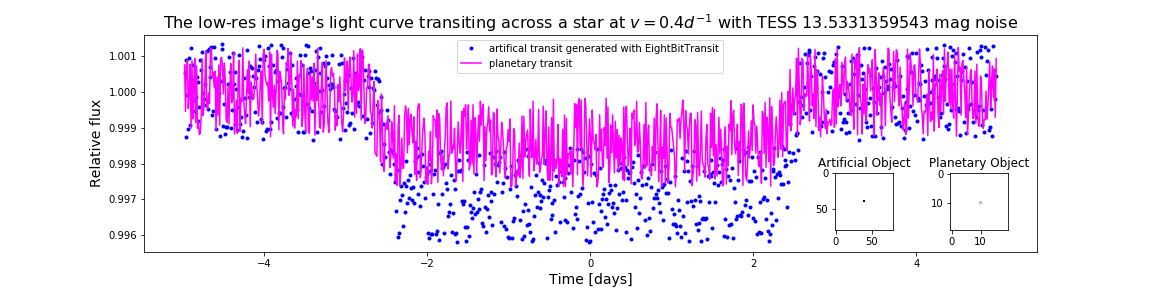 The low-res image's light curve transiting across a star at v = 0.4d⁻¹ with TESS 13.5331359543 mag noise
artifical transit generated with EightBitTransit
planetary transit
Relative flux
1.001
1.000
0.999
0.998
0.997
0.996
Artificial Object
0
50
0 50
Planetary Object
0
10
0 10
−4 −2 0 2 4
Time [days]